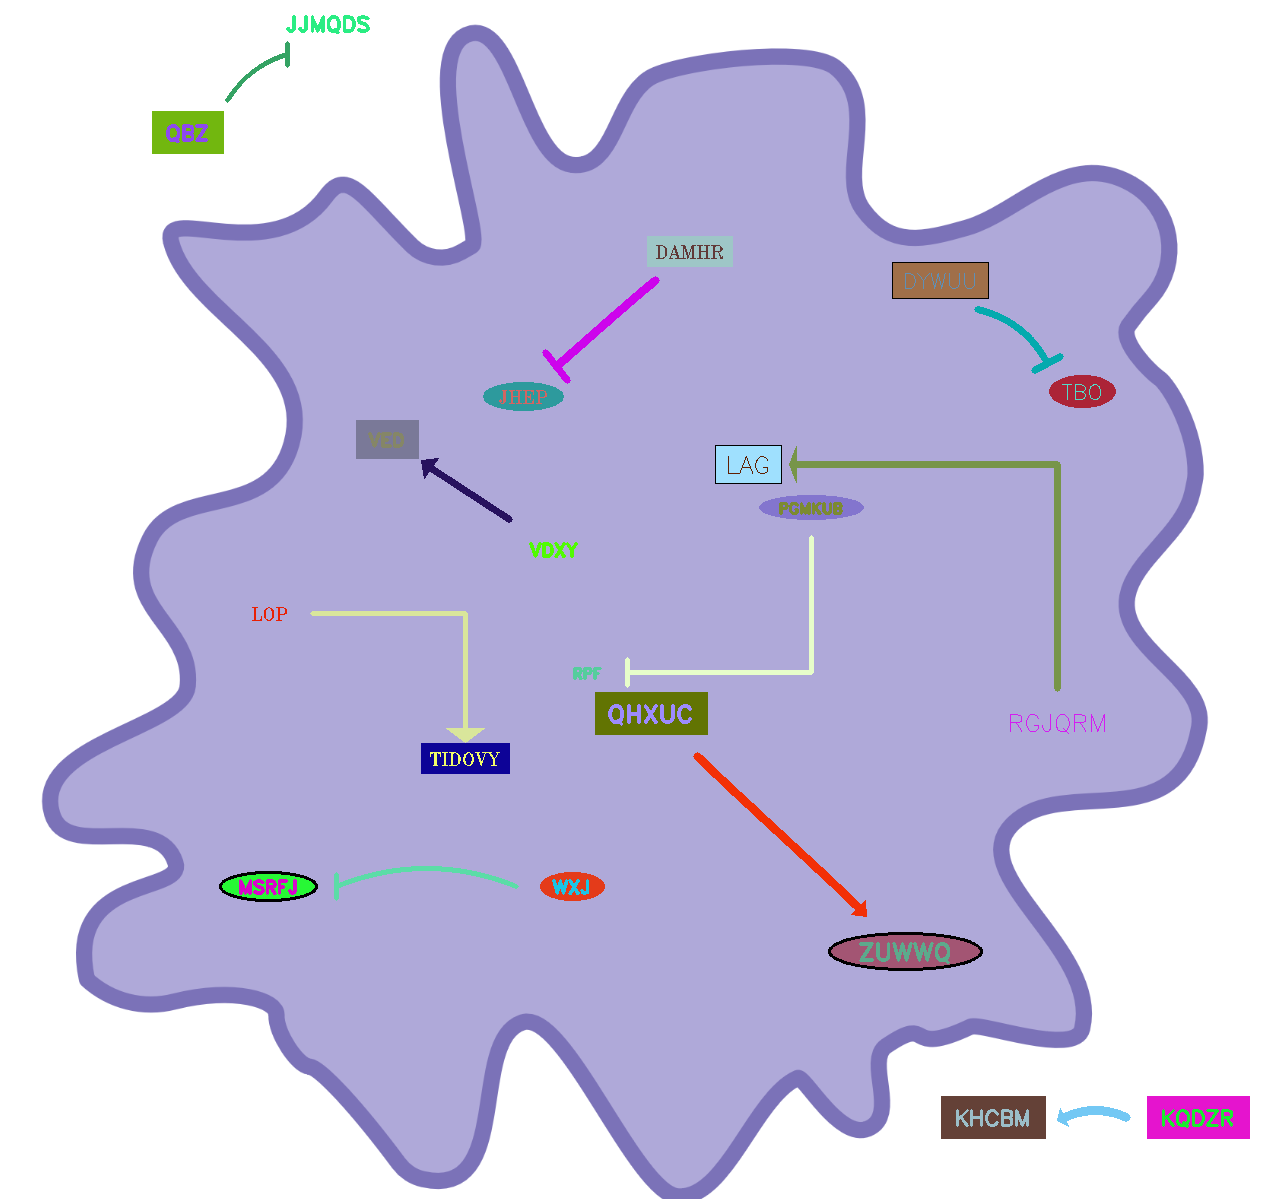 JJMQDS
QBZ
DAMHR
DYWUU
JHEP
TBO
VED
LAG
PGMKUB
VDXY
LOP
RPF
QHXUC
RGJQRM
TIDOVY
MSRFJ
WXJ
ZUWWQ
KHCBM
KQDZR